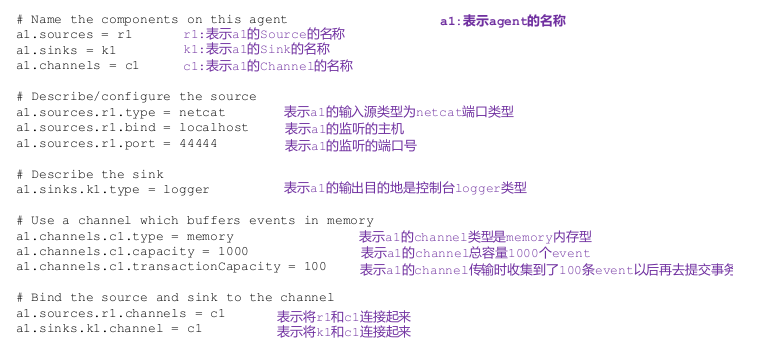 # Name the components on this agent a1:表示agent的名称
a1.sources = r1 r1:表示a1的Source的名称
a1.sinks = k1 k1:表示a1的Sink的名称
a1.channels = c1 c1:表示a1的Channel的名称
# Describe/configure the source
a1.sources.r1.type = netcat 表示a1的输入源类型为netcat端口类型
a1.sources.r1.bind = localhost 表示a1的监听的主机
a1.sources.r1.port = 44444 表示a1的监听的端口号
# Describe the sink
a1.sinks.k1.type = logger 表示a1的输出目的地是控制台logger类型
# Use a channel which buffers events in memory
a1.channels.c1.type = memory 表示a1的channel类型是memory内存型
a1.channels.c1.capacity = 1000 表示a1的channel总容量1000个event
a1.channels.c1.transactionCapacity = 100 表示a1的channel传输时收集到了100条event以后再去提交事务
# Bind the source and sink to the channel
a1.sources.r1.channels = c1 表示将r1和c1连接起来
a1.sinks.k1.channel = c1 表示将k1和c1连接起来